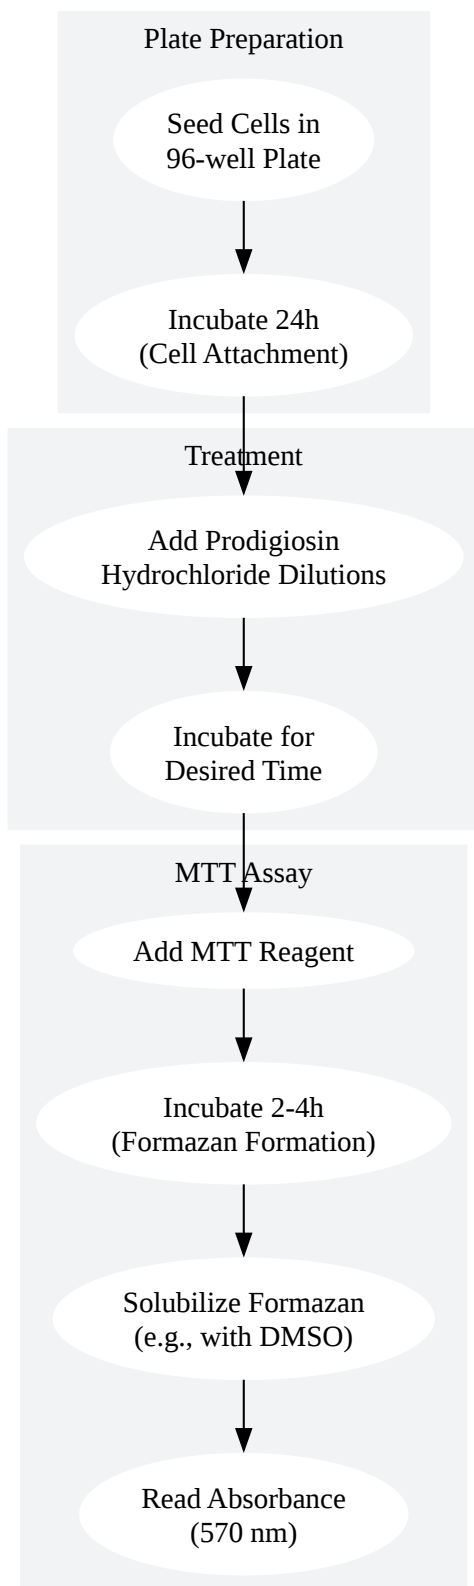 Plate Preparation
Seed Cells in
96-well Plate
Incubate 24h
(Cell Attachment)
Treatment
Add Prodigiosin
Hydrochloride Dilutions
Incubate for
Desired Time
MTT Assay
Add MTT Reagent
Incubate 2-4h
(Formazan Formation)
Solubilize Formazan
(e.g., with DMSO)
Read Absorbance
(570 nm)